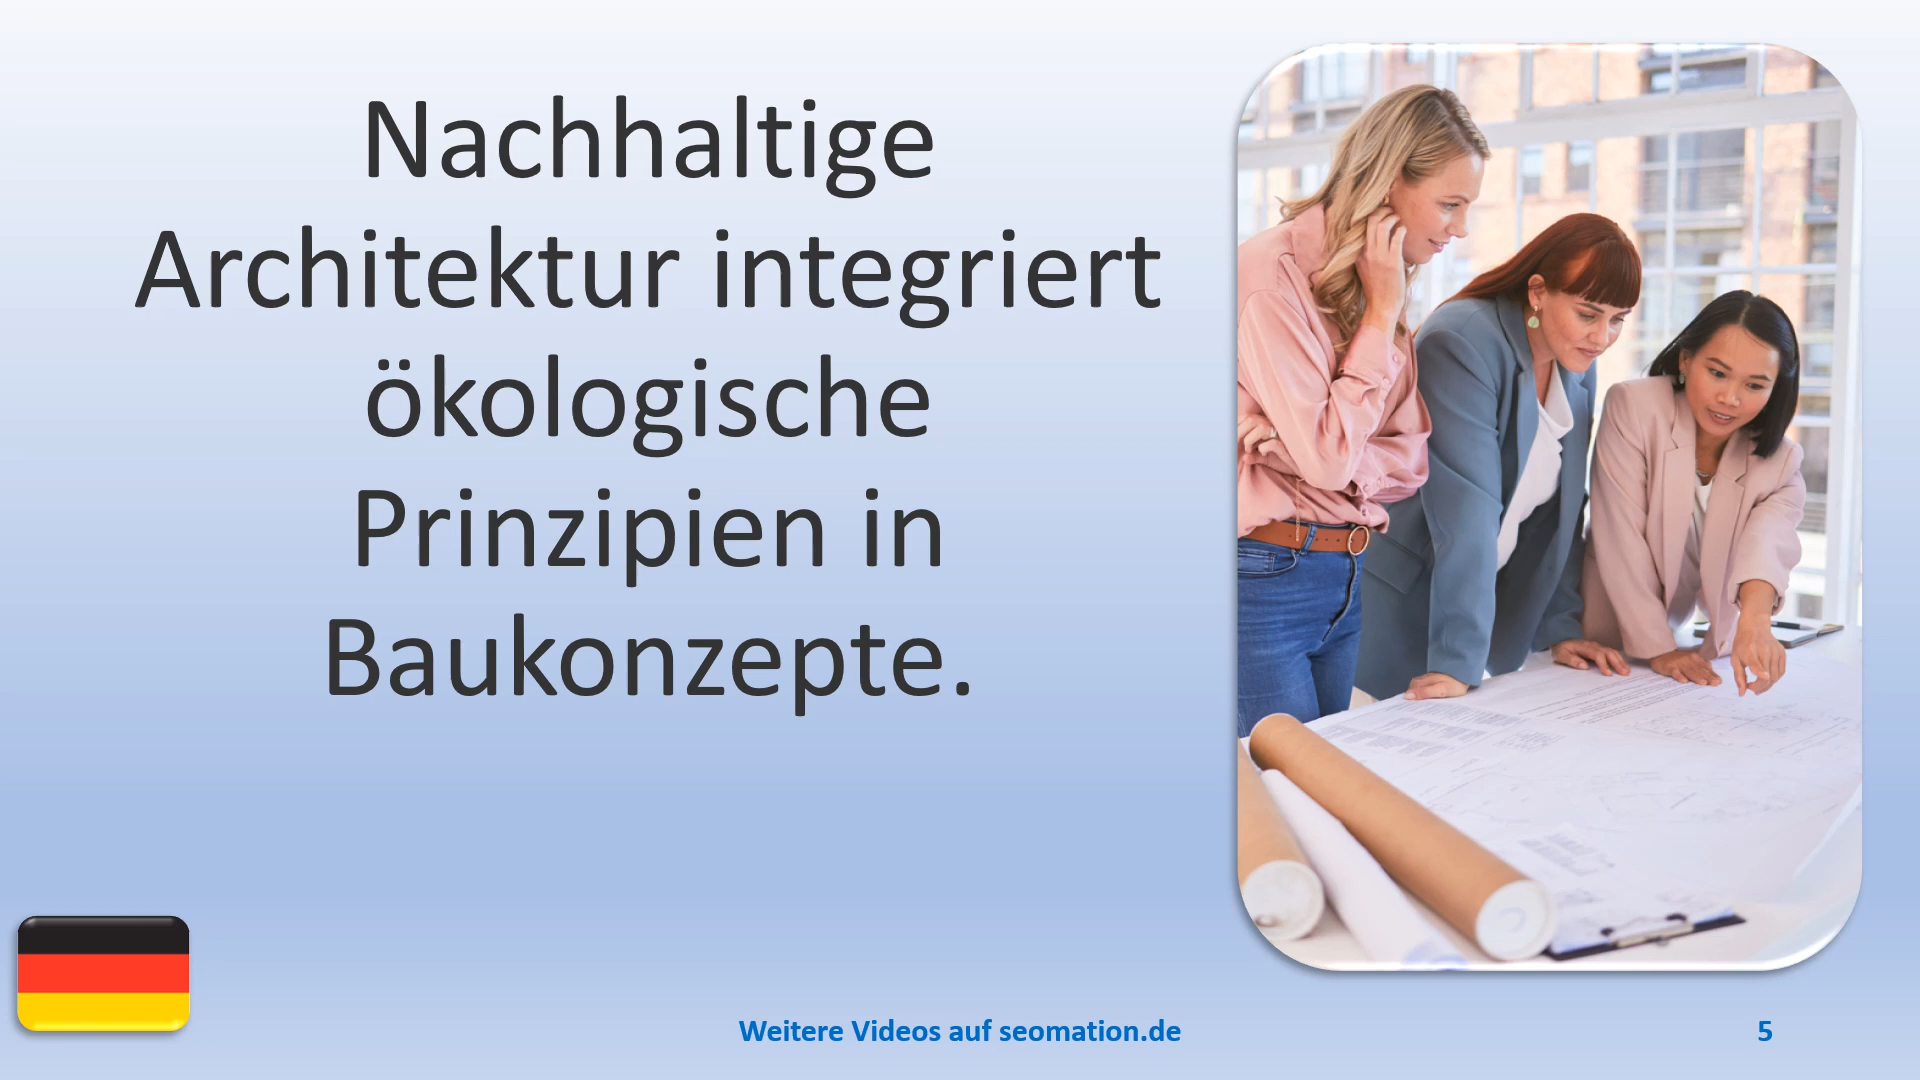 Nachhaltige
Architektur integriert
ökologische
Prinzipien in
Baukonzepte.
Weitere Videos auf seomation.de
5